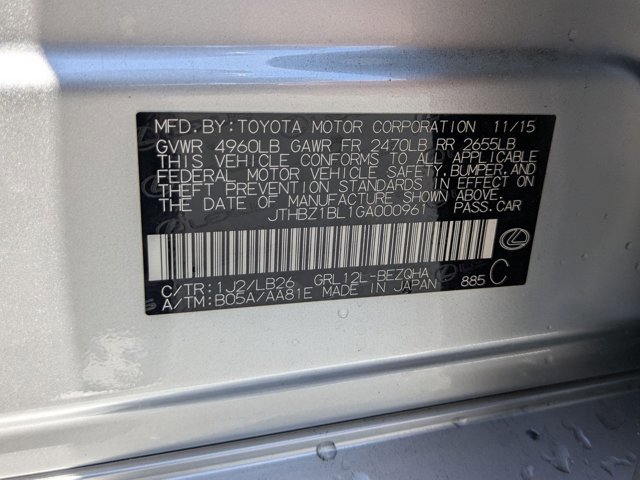 MFD. BY: TOYOTA MOTOR CORPORATION 11/15
GVWR 4960LB GAWR FR 2470LB RR 2655LB
THIS VEHICLE CONFORMS TO ALL APPLICABLE
FEDERAL MOTOR VEHICLE SAFETY, BUMPER, AND
THEFT PREVENTION STANDARDS IN EFFECT ON
THE DATE OF MANUFACTURE SHOWN ABOVE.
JTHBZ1BL1GA000961 PASS. CAR
C/TR: 1J2/LB26 GRL12L-BEZQHA
A/TM: B05A/AA81E MADE IN JAPAN 885 C